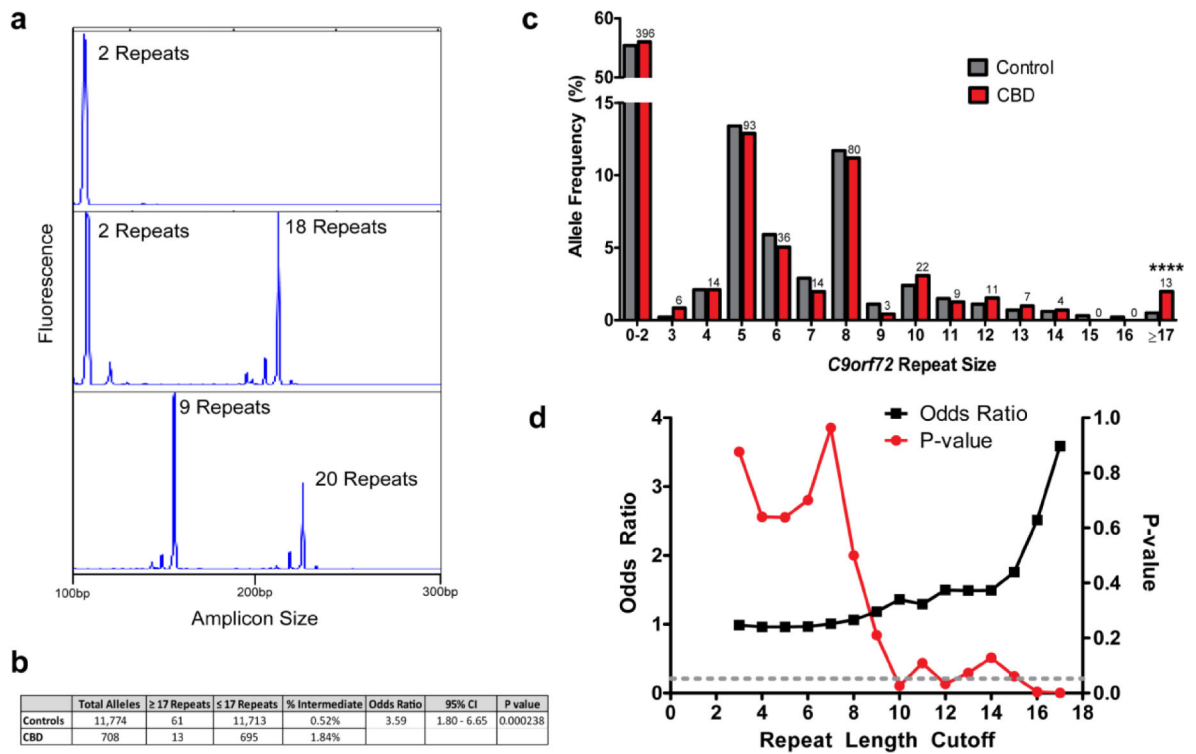 a
2 Repeats
2 Repeats
18 Repeats
9 Repeats
20 Repeats
Fluorescence
100bp
200bp
300bp
Amplicon Size
b
Total Alleles ≥ 17 Repeats ≤ 17 Repeats % Intermediate Odds Ratio 95% CI P value
Controls 11,774 61 11,713 0.52% 3.59 1.80 - 6.65 0.000238
CBD 708 13 695 1.84%
c
60
50
15
10
5
0
Allele Frequency (%)
Control
CBD
396
6
14
93
36
14
80
3
22
9
11
7
4
0
0
13
****
0-2 3 4 5 6 7 8 9 10 11 12 13 14 15 16 ≥17
C9orf72 Repeat Size
d
Odds Ratio
P-value
4
3
2
1
0
Odds Ratio
1.0
0.8
0.6
0.4
0.2
0.0
P-value
0 2 4 6 8 10 12 14 16 18
Repeat Length Cutoff